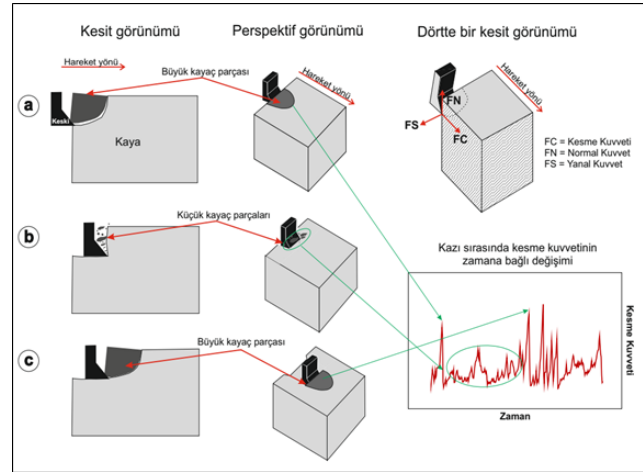 Kesit görünümü
Perspektif görünümü
Dörtte bir kesit görünümü
Hareket yönü
Büyük kayaç parçası
Hareket yönü
Hareket yönü
a
Keski
Kaya
FN
FS
FC
FC = Kesme Kuvveti
FN = Normal Kuvvet
FS = Yanal Kuvvet
b
Küçük kayaç parçaları
Kazı sırasında kesme kuvvetinin
zamana bağlı değişimi
c
Büyük kayaç parçası
Kesme Kuvveti
Zaman